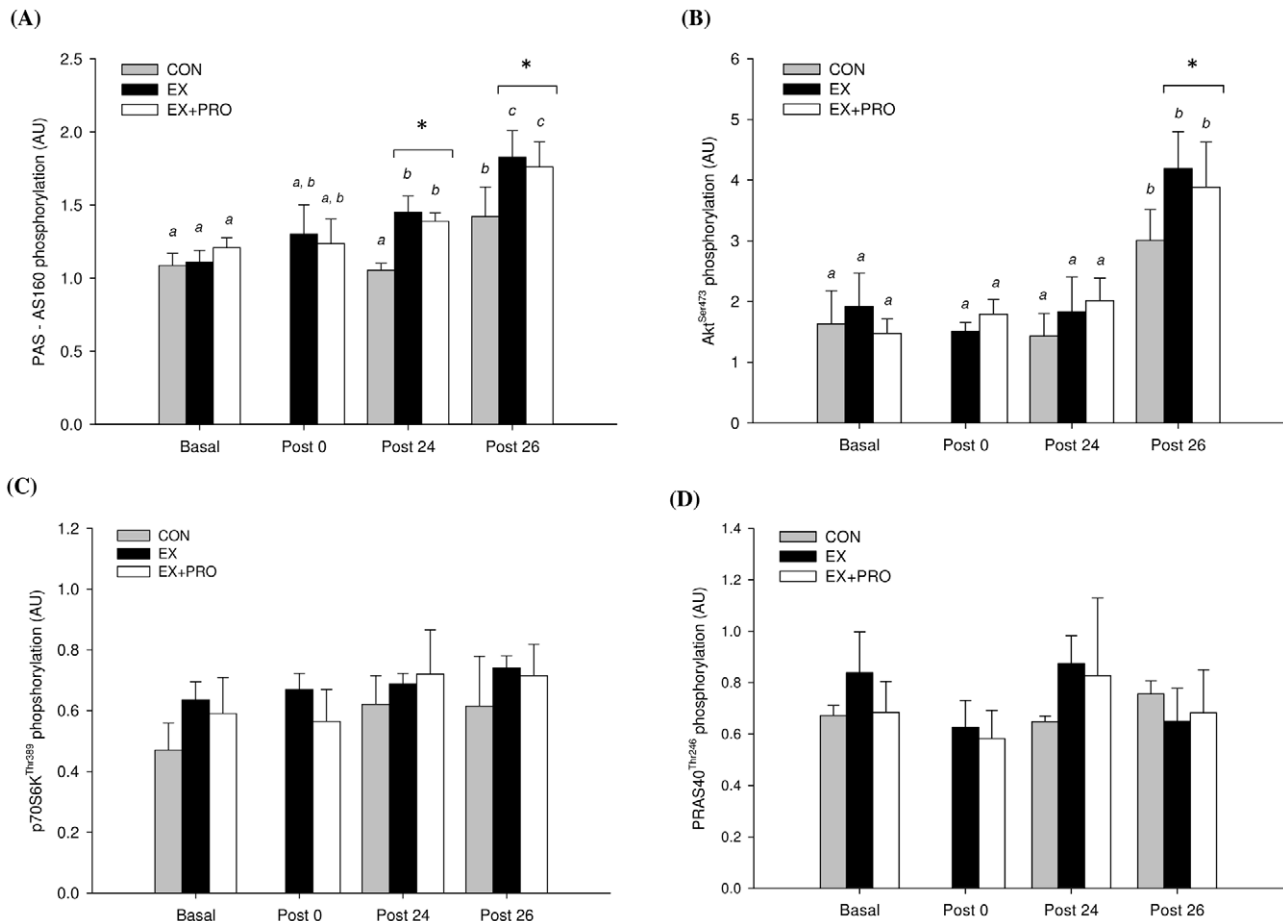 (A)
PAS - AS160 phosphorylation (AU)
2.5
2.0
1.5
1.0
0.5
0.0
CON
EX
EX+PRO
*
*
a
a
a
a, b
a, b
a
b
b
b
c
c
Basal
Post 0
Post 24
Post 26
(B)
Akt^Ser473 phosphorylation (AU)
6
5
4
3
2
1
0
CON
EX
EX+PRO
*
a
a
a
a
a
a
a
a
b
b
b
Basal
Post 0
Post 24
Post 26
(C)
p70S6K^Thr389 phopshorylation (AU)
1.2
1.0
0.8
0.6
0.4
0.2
0.0
CON
EX
EX+PRO
Basal
Post 0
Post 24
Post 26
(D)
PRAS40^Thr246 phosphorylation (AU)
1.4
1.2
1.0
0.8
0.6
0.4
0.2
0.0
CON
EX
EX+PRO
Basal
Post 0
Post 24
Post 26